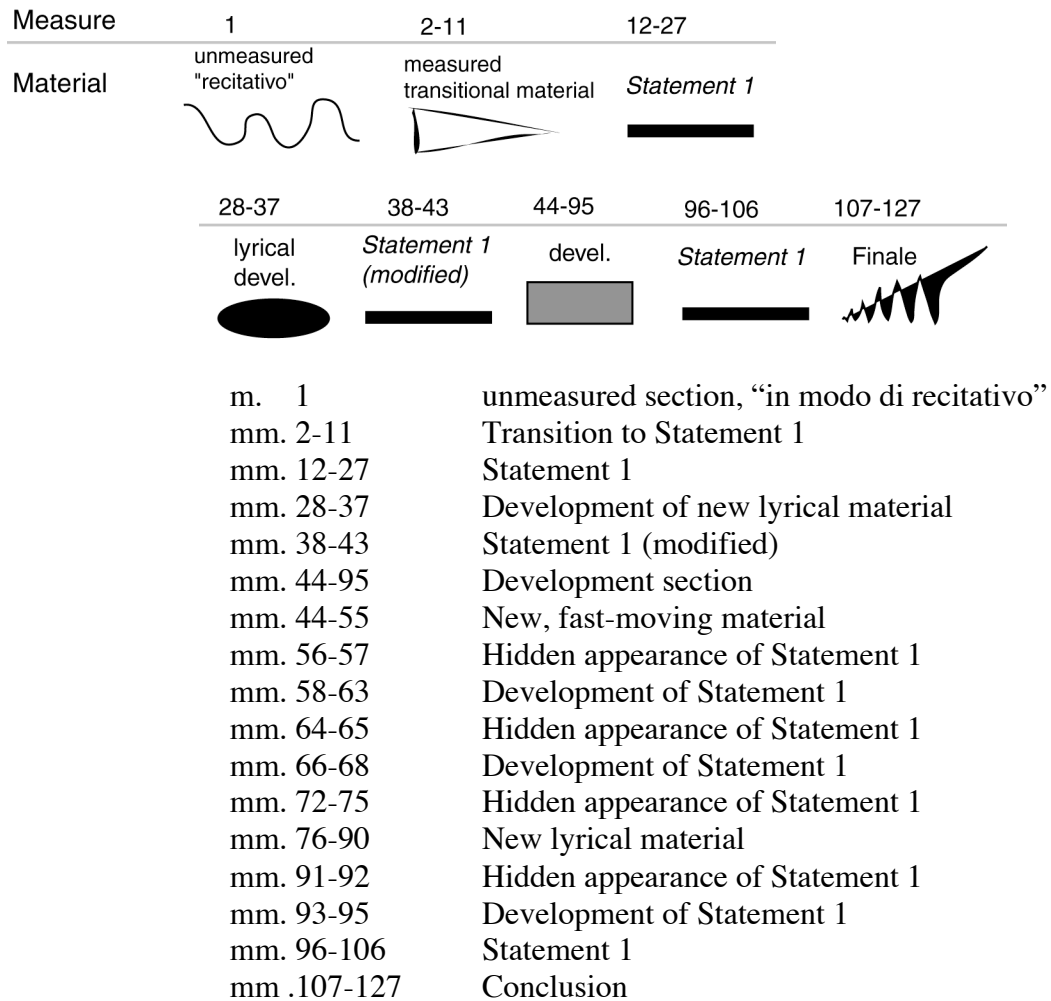 Measure 1 2-11 12-27
Material unmeasured "recitativo" measured transitional material Statement 1
28-37 38-43 44-95 96-106 107-127
lyrical devel. Statement 1 (modified) devel. Statement 1 Finale
m. 1 unmeasured section, “in modo di recitativo”
mm. 2-11 Transition to Statement 1
mm. 12-27 Statement 1
mm. 28-37 Development of new lyrical material
mm. 38-43 Statement 1 (modified)
mm. 44-95 Development section
mm. 44-55 New, fast-moving material
mm. 56-57 Hidden appearance of Statement 1
mm. 58-63 Development of Statement 1
mm. 64-65 Hidden appearance of Statement 1
mm. 66-68 Development of Statement 1
mm. 72-75 Hidden appearance of Statement 1
mm. 76-90 New lyrical material
mm. 91-92 Hidden appearance of Statement 1
mm. 93-95 Development of Statement 1
mm. 96-106 Statement 1
mm .107-127 Conclusion